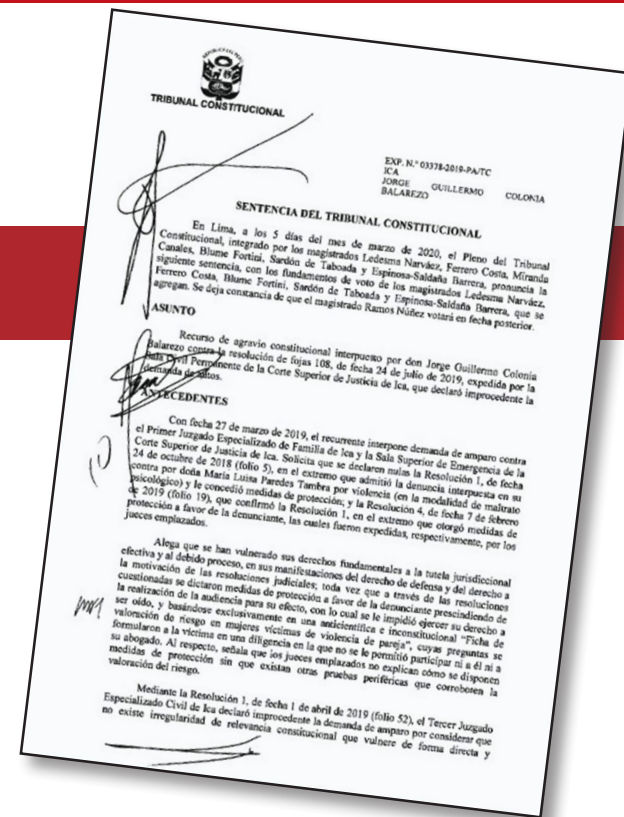 REPUBLICA DEL PERU
TRIBUNAL CONSTITUCIONAL
EXP. N.° 03378-2019-PA/TC
ICA
JORGE GUILLERMO COLONIA
BALAREZO
SENTENCIA DEL TRIBUNAL CONSTITUCIONAL
En Lima, a los 5 días del mes de marzo de 2020, el Pleno del Tribunal
Constitucional, integrado por los magistrados Ledesma Narváez, Ferrero Costa, Miranda
Canales, Blume Fortini, Sardón de Taboada y Espinosa-Saldaña Barrera, pronuncia la
siguiente sentencia, con los fundamentos de voto de los magistrados Ledesma Narváez,
Ferrero Costa, Blume Fortini, Sardón de Taboada y Espinosa-Saldaña Barrera, que se
agregan. Se deja constancia de que el magistrado Ramos Núñez votará en fecha posterior.
ASUNTO
Recurso de agravio constitucional interpuesto por don Jorge Guillermo Colonia
Balarezo contra la resolución de fojas 108, de fecha 24 de julio de 2019, expedida por la
Sala Civil Permanente de la Corte Superior de Justicia de Ica, que declaró improcedente la
demanda de autos.
ANTECEDENTES
Con fecha 27 de marzo de 2019, el recurrente interpone demanda de amparo contra
el Primer Juzgado Especializado de Familia de Ica y la Sala Superior de Emergencia de la
Corte Superior de Justicia de Ica. Solicita que se declaren nulas la Resolución 1, de fecha
24 de octubre de 2018 (folio 5), en el extremo que admitió la denuncia interpuesta en su
contra por doña María Luisa Paredes Tambra por violencia (en la modalidad de maltrato
psicológico) y le concedió medidas de protección; y la Resolución 4, de fecha 7 de febrero
de 2019 (folio 19), que confirmó la Resolución 1, en el extremo que otorgó medidas de
protección a favor de la denunciante, las cuales fueron expedidas, respectivamente, por los
jueces emplazados.
Alega que se han vulnerado sus derechos fundamentales a la tutela jurisdiccional
efectiva y al debido proceso, en sus manifestaciones del derecho de defensa y del derecho a
la motivación de las resoluciones judiciales; toda vez que a través de las resoluciones
cuestionadas se dictaron medidas de protección a favor de la denunciante prescindiendo de
la realización de la audiencia para su efecto, con lo cual se le impidió ejercer su derecho a
ser oído, y basándose exclusivamente en una anticientífica e inconstitucional "Ficha de
valoración de riesgo en mujeres víctimas de violencia de pareja", cuyas preguntas se
formularon a la víctima en una diligencia en la que no se le permitió participar ni a él ni a
su abogado. Al respecto, señala que los jueces emplazados no explican cómo se disponen
medidas de protección sin que existan otras pruebas periféricas que corroboren la
valoración del riesgo.
Mediante la Resolución 1, de fecha 1 de abril de 2019 (folio 52), el Tercer Juzgado
Especializado Civil de Ica declaró improcedente la demanda de amparo por considerar que
no existe irregularidad de relevancia constitucional que vulnere de forma directa y